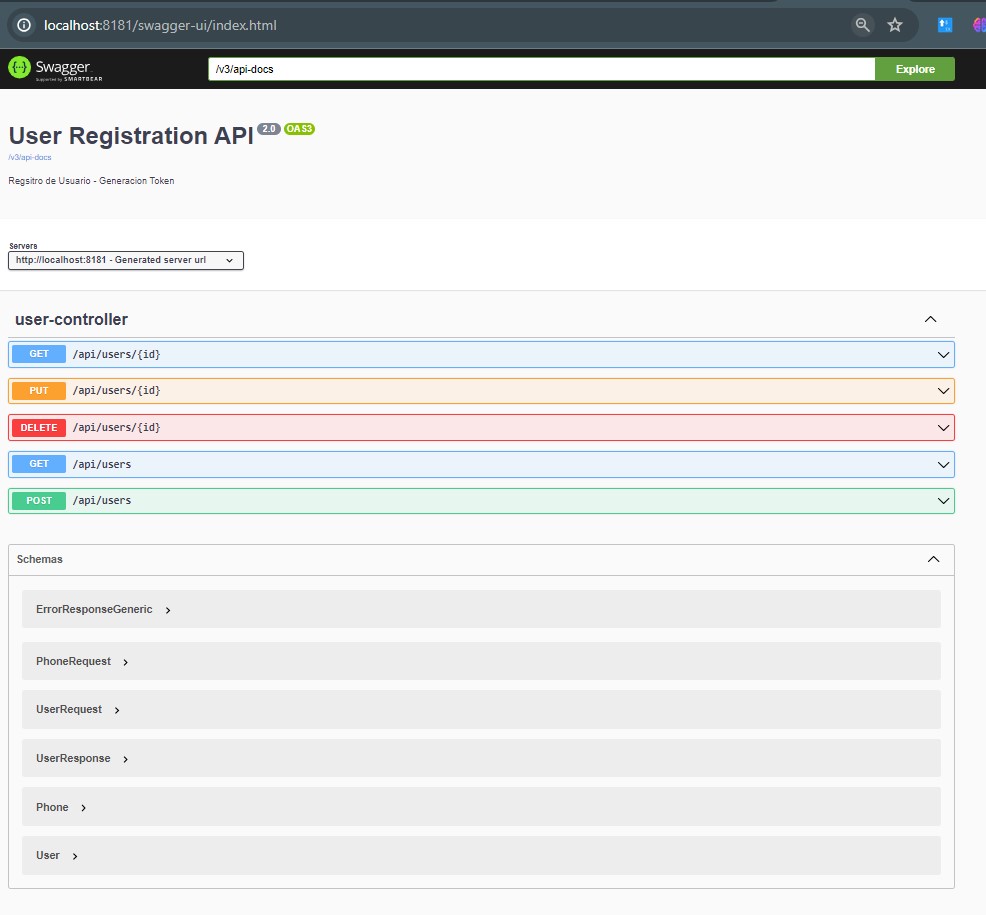 localhost:8181/swagger-ui/index.html
Swagger
Supported by SMARTBEAR
/v3/api-docs
Explore
User Registration API 2.0 OAS3
/v3/api-docs
Regsitro de Usuario - Generacion Token
Servers
http://localhost:8181 - Generated server url
user-controller
GET /api/users/{id}
PUT /api/users/{id}
DELETE /api/users/{id}
GET /api/users
POST /api/users
Schemas
ErrorResponseGeneric
PhoneRequest
UserRequest
UserResponse
Phone
User